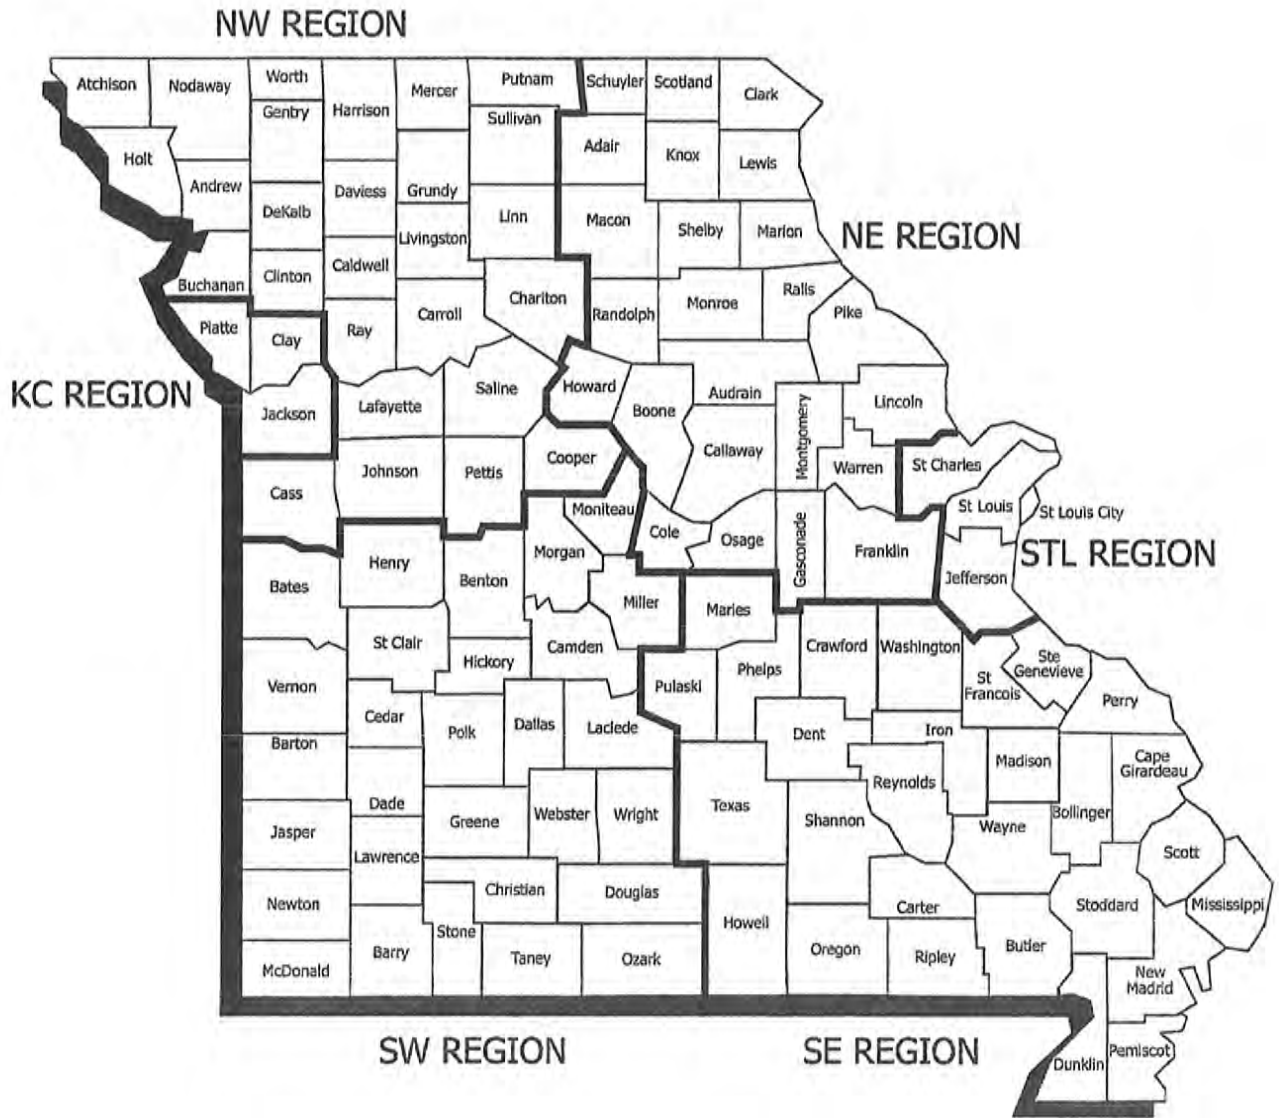 NW REGION
Atchison
Nodaway
Worth
Gentry
Harrison
Mercer
Putnam
Sullivan
Schuyler
Scotland
Clark
Holt
Andrew
DeKalb
Daviess
Grundy
Linn
Adair
Knox
Lewis
Macon
Shelby
Marion
NE REGION
Buchanan
Clinton
Caldwell
Livingston
Chariton
Randolph
Monroe
Ralls
Pike
Platte
Clay
Ray
Carroll
KC REGION
Jackson
Lafayette
Saline
Howard
Boone
Audrain
Montgomery
Lincoln
Cass
Johnson
Pettis
Cooper
Callaway
Warren
St Charles
Moniteau
Cole
Osage
Gasconade
Franklin
St Louis
St Louis City
STL REGION
Jefferson
Bates
Henry
Benton
Morgan
Miller
Maries
St Clair
Hickory
Camden
Pulaski
Phelps
Crawford
Washington
St
Francois
Ste
Genevieve
Perry
Vernon
Cedar
Polk
Dallas
Laclede
Dent
Iron
Madison
Cape
Girardeau
Barton
Dade
Greene
Webster
Wright
Texas
Shannon
Reynolds
Wayne
Bollinger
Scott
Jasper
Lawrence
Christian
Douglas
Howell
Carter
Stoddard
Mississippi
Newton
Barry
Stone
Taney
Ozark
Oregon
Ripley
Butler
New
Madrid
McDonald
Dunklin
Pemiscot
SW REGION
SE REGION